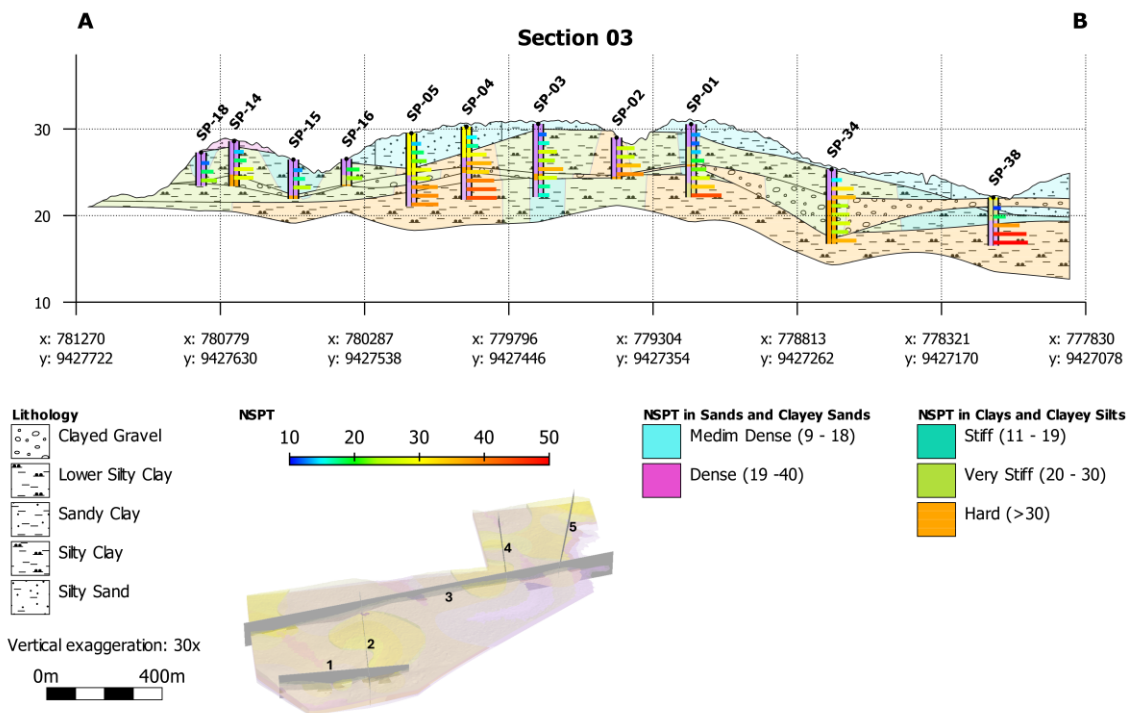 A
B
Section 03
SP-18
SP-14
SP-15
SP-16
SP-05
SP-04
SP-03
SP-02
SP-01
SP-34
SP-38
30
20
10
x: 781270 x: 780779 x: 780287 x: 779796 x: 779304 x: 778813 x: 778321 x: 777830
y: 9427722 y: 9427630 y: 9427538 y: 9427446 y: 9427354 y: 9427262 y: 9427170 y: 9427078
Lithology
Clayed Gravel
Lower Silty Clay
Sandy Clay
Silty Clay
Silty Sand
Vertical exaggeration: 30x
0m 400m
NSPT
10 20 30 40 50
5
4
3
2
1
NSPT in Sands and Clayey Sands
Medim Dense (9 - 18)
Dense (19 -40)
NSPT in Clays and Clayey Silts
Stiff (11 - 19)
Very Stiff (20 - 30)
Hard (>30)